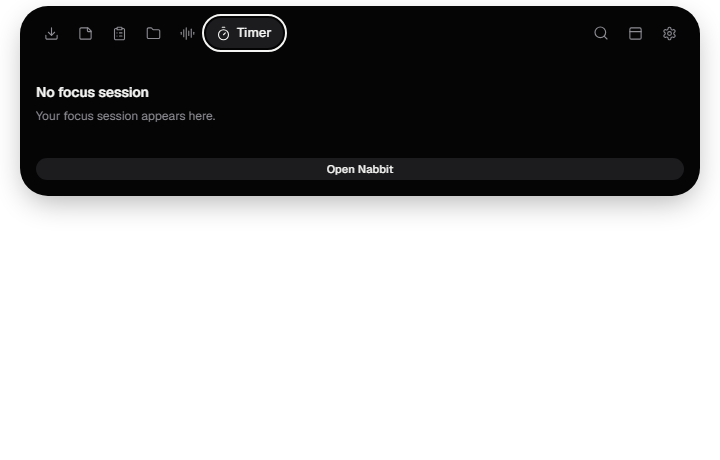 Timer
No focus session
Your focus session appears here.
Open Nabbit